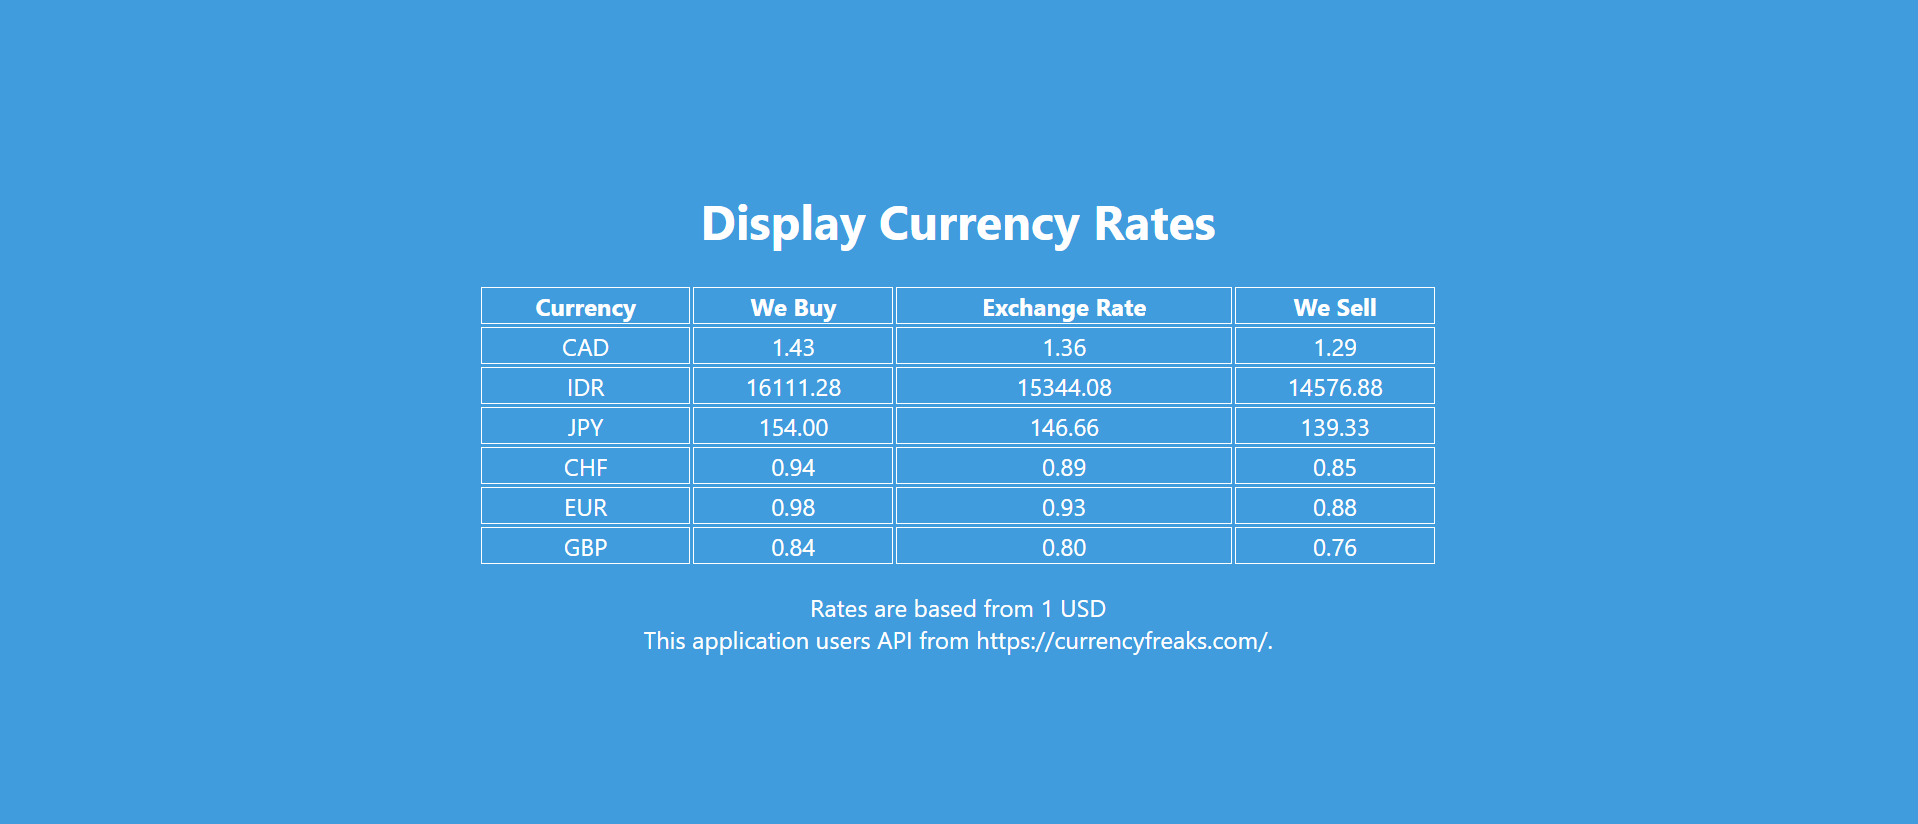 Display Currency Rates
Currency We Buy Exchange Rate We Sell
CAD 1.43 1.36 1.29
IDR 16111.28 15344.08 14576.88
JPY 154.00 146.66 139.33
CHF 0.94 0.89 0.85
EUR 0.98 0.93 0.88
GBP 0.84 0.80 0.76
Rates are based from 1 USD
This application users API from https://currencyfreaks.com/.